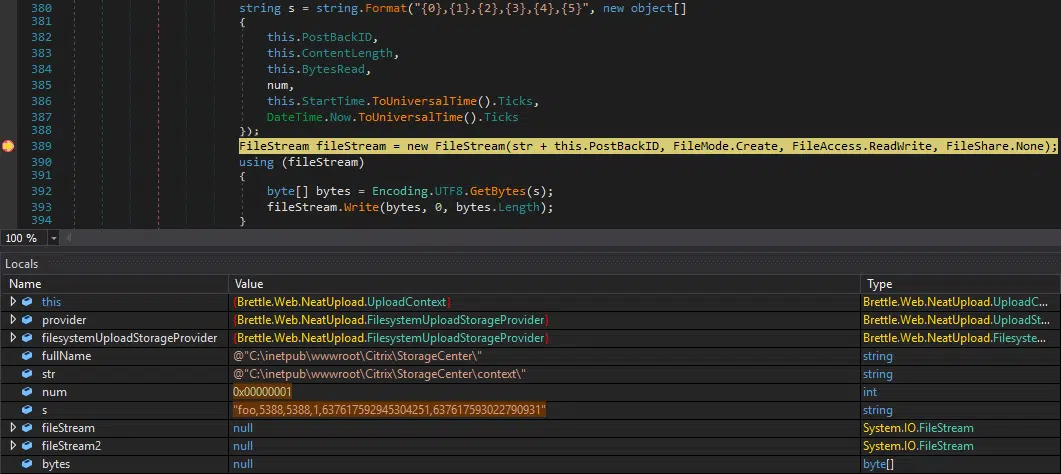 380 string s = string.Format("{0},{1},{2},{3},{4},{5}", new object[]
381 {
382 this.PostBackID,
383 this.ContentLength,
384 this.BytesRead,
385 num,
386 this.StartTime.ToUniversalTime().Ticks,
387 DateTime.Now.ToUniversalTime().Ticks
388 });
389 FileStream fileStream = new FileStream(str + this.PostBackID, FileMode.Create, FileAccess.ReadWrite, FileShare.None);
390 using (fileStream)
391 {
392 byte[] bytes = Encoding.UTF8.GetBytes(s);
393 fileStream.Write(bytes, 0, bytes.Length);
394 }
100 %
Locals
Name Value Type
this {Brettle.Web.NeatUpload.UploadContext} Brettle.Web.NeatUpload.UploadC...
provider {Brettle.Web.NeatUpload.FilesystemUploadStorageProvider} Brettle.Web.NeatUpload.UploadSt...
filesystemUploadStorageProvider {Brettle.Web.NeatUpload.FilesystemUploadStorageProvider} Brettle.Web.NeatUpload.Filesystem...
fullName @"C:\inetpub\wwwroot\Citrix\StorageCenter\" string
str @"C:\inetpub\wwwroot\Citrix\StorageCenter\context\" string
num 0x00000001 int
s "foo,5388,5388,1,637617592945304251,637617593022790931" string
fileStream null System.IO.FileStream
fileStream2 null System.IO.FileStream
bytes null byte[]